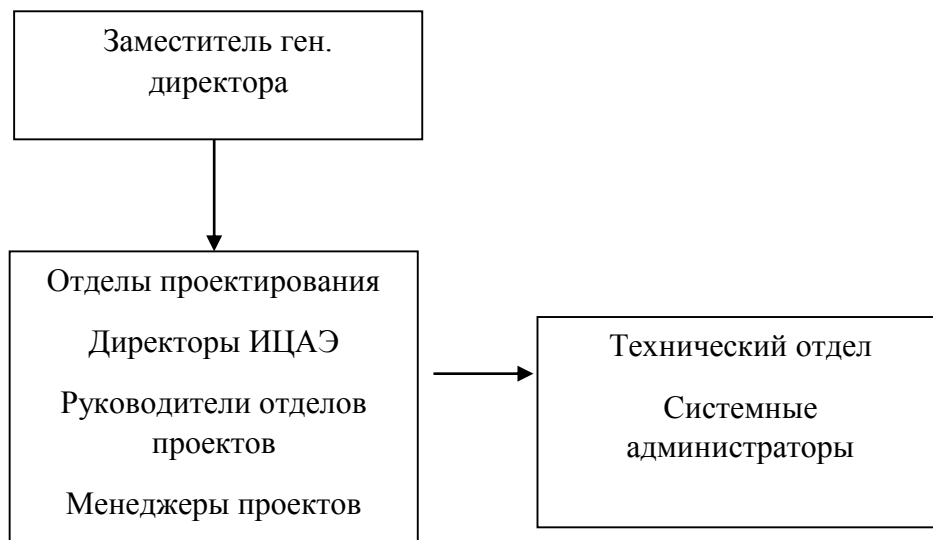 Заместитель ген.
директора
Отделы проектирования
Директоры ИЦАЭ
Руководители отделов
проектов
Менеджеры проектов
Технический отдел
Системные
администраторы